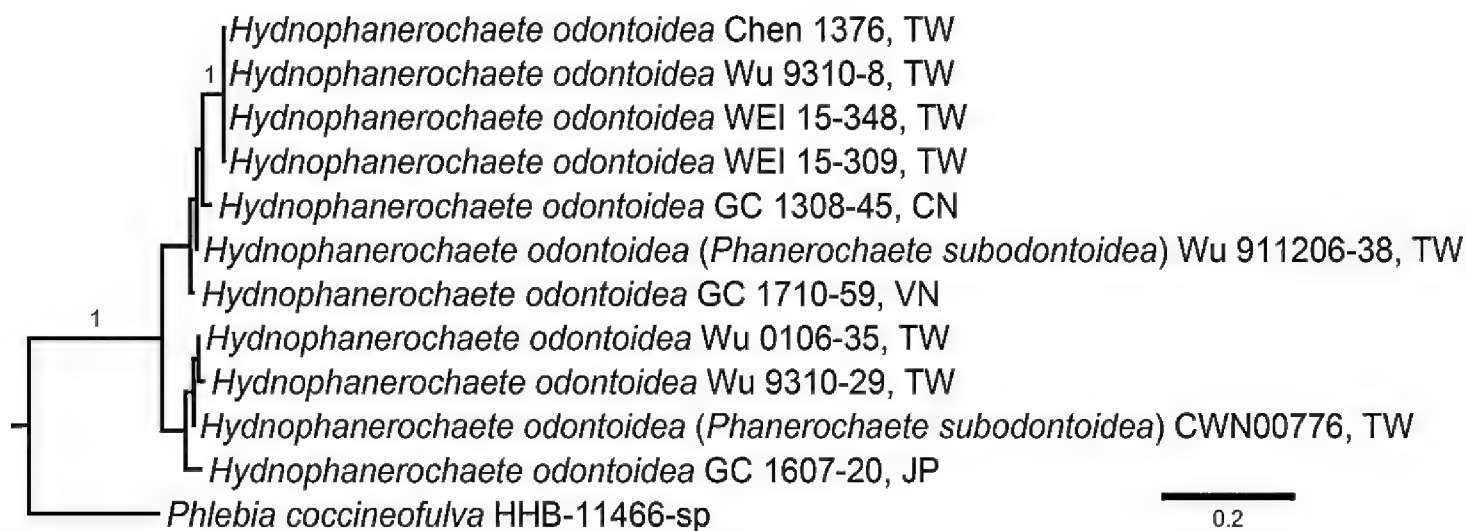 Hydnophanerochaete odontoidea Chen 1376, TW
1
Hydnophanerochaete odontoidea Wu 9310-8, TW
Hydnophanerochaete odontoidea WEI 15-348, TW
Hydnophanerochaete odontoidea WEI 15-309, TW
Hydnophanerochaete odontoidea GC 1308-45, CN
Hydnophanerochaete odontoidea (Phanerochaete subodontoidea) Wu 911206-38, TW
Hydnophanerochaete odontoidea GC 1710-59, VN
1
Hydnophanerochaete odontoidea Wu 0106-35, TW
Hydnophanerochaete odontoidea Wu 9310-29, TW
Hydnophanerochaete odontoidea (Phanerochaete subodontoidea) CWN00776, TW
Hydnophanerochaete odontoidea GC 1607-20, JP
Phlebia coccineofulva HHB-11466-sp
0.2